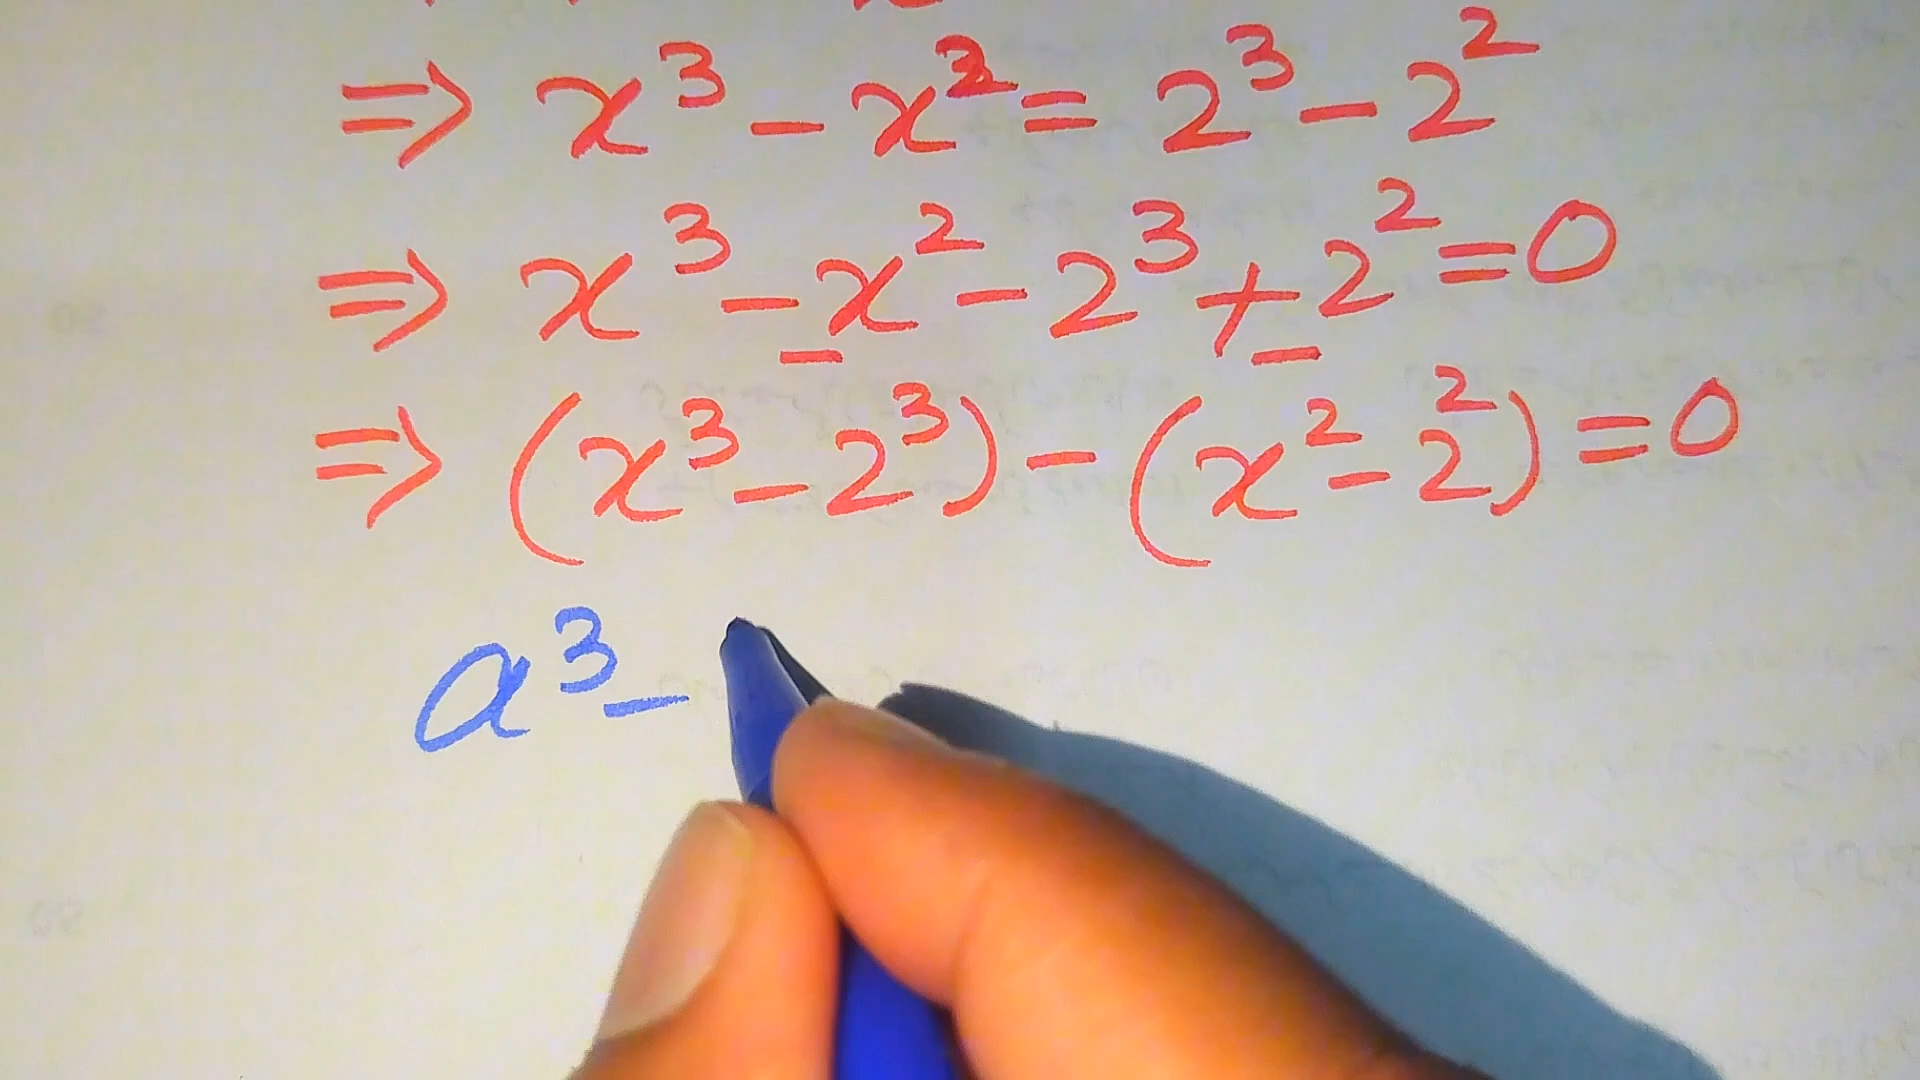 ⇒ x³ - x² = 2³ - 2²
⇒ x³ - x² - 2³ + 2² = 0
⇒ (x³ - 2³) - (x² - 2²) = 0
a³ -